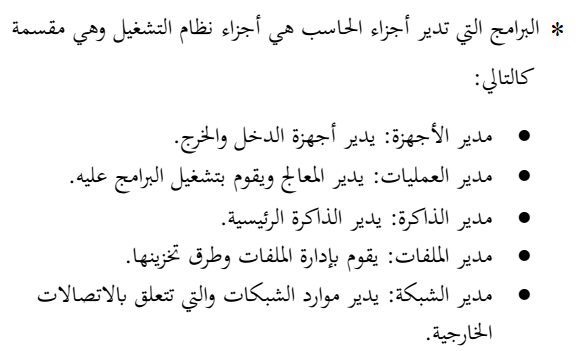 * البرامج التي تدير أجزاء الحاسب هي أجزاء نظام التشغيل وهي مقسمة
كالتالي:
• مدير الأجهزة: يدير أجهزة الدخل والخرج.
• مدير العمليات: يدير المعالج ويقوم بتشغيل البرامج عليه.
• مدير الذاكرة: يدير الذاكرة الرئيسية.
• مدير الملفات: يقوم بإدارة الملفات وطرق تخزينها.
• مدير الشبكة: يدير موارد الشبكات والتي تتعلق بالاتصالات
الخارجية.